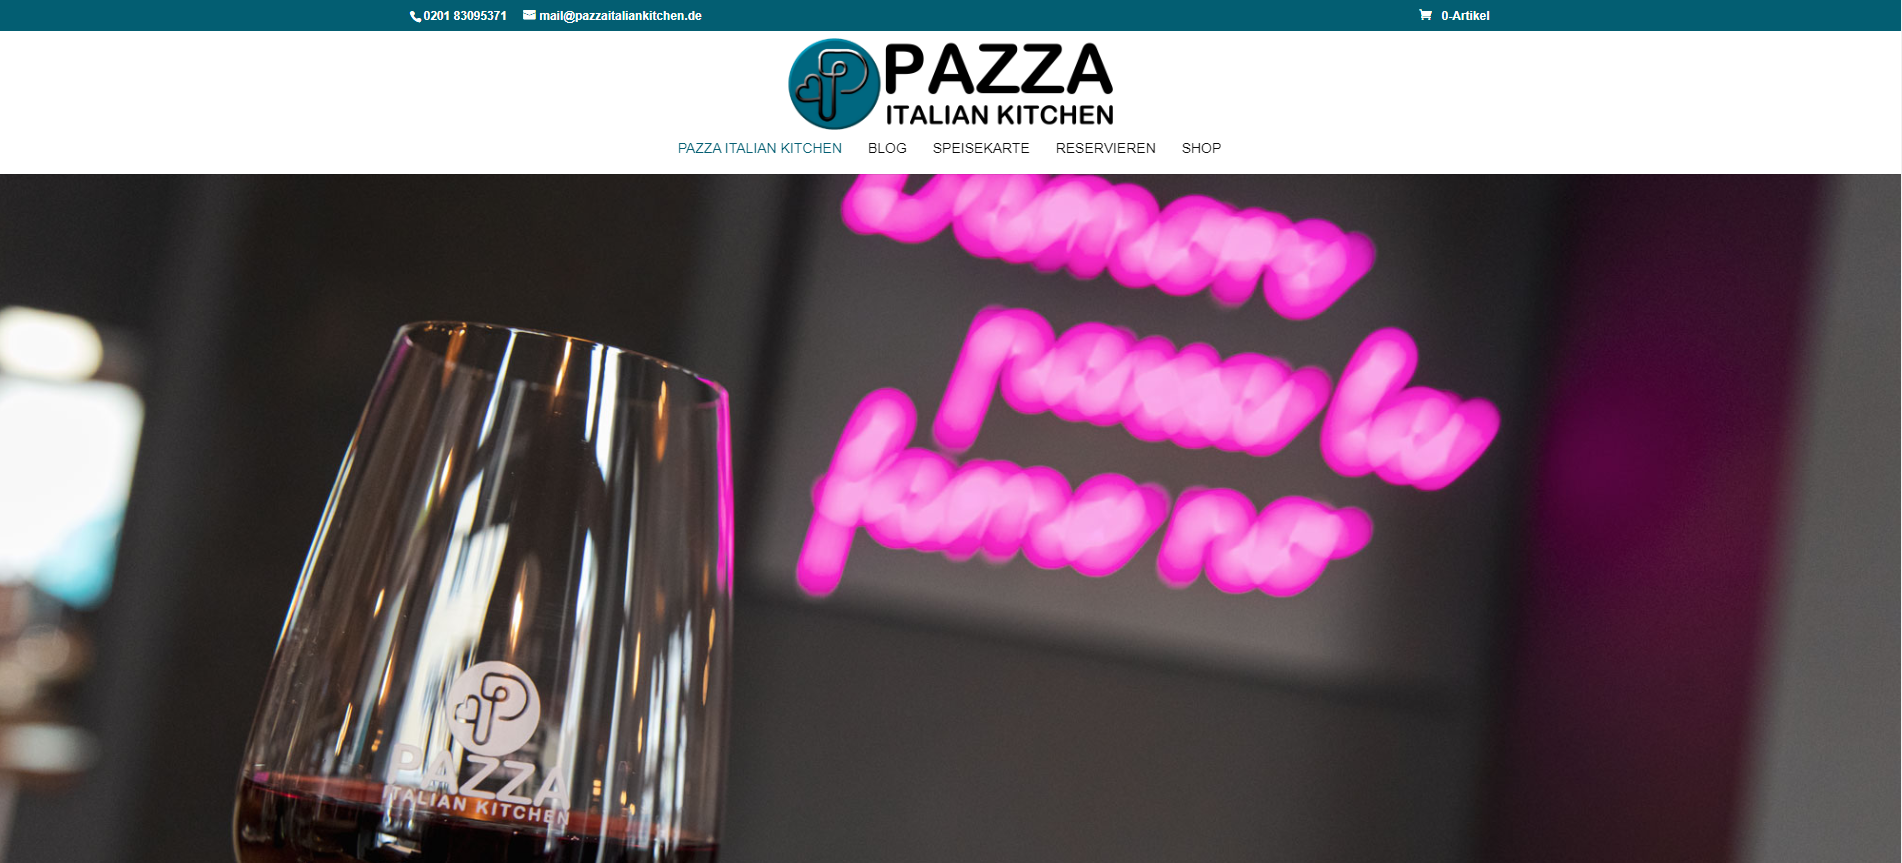 0201 83095371 mail@pazzaitaliankitchen.de 0-Artikel
PAZZA
ITALIAN KITCHEN
PAZZA ITALIAN KITCHEN BLOG SPEISEKARTE RESERVIEREN SHOP
PAZZA
ITALIAN KITCHEN